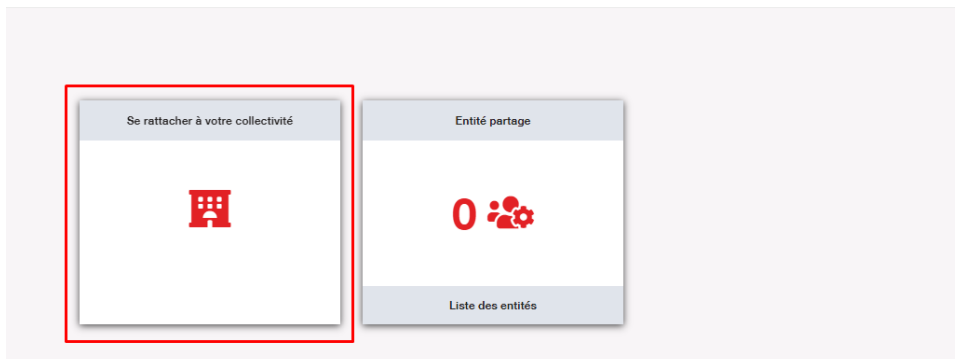 Se rattacher à votre collectivité
Entité partage
0
Liste des entités